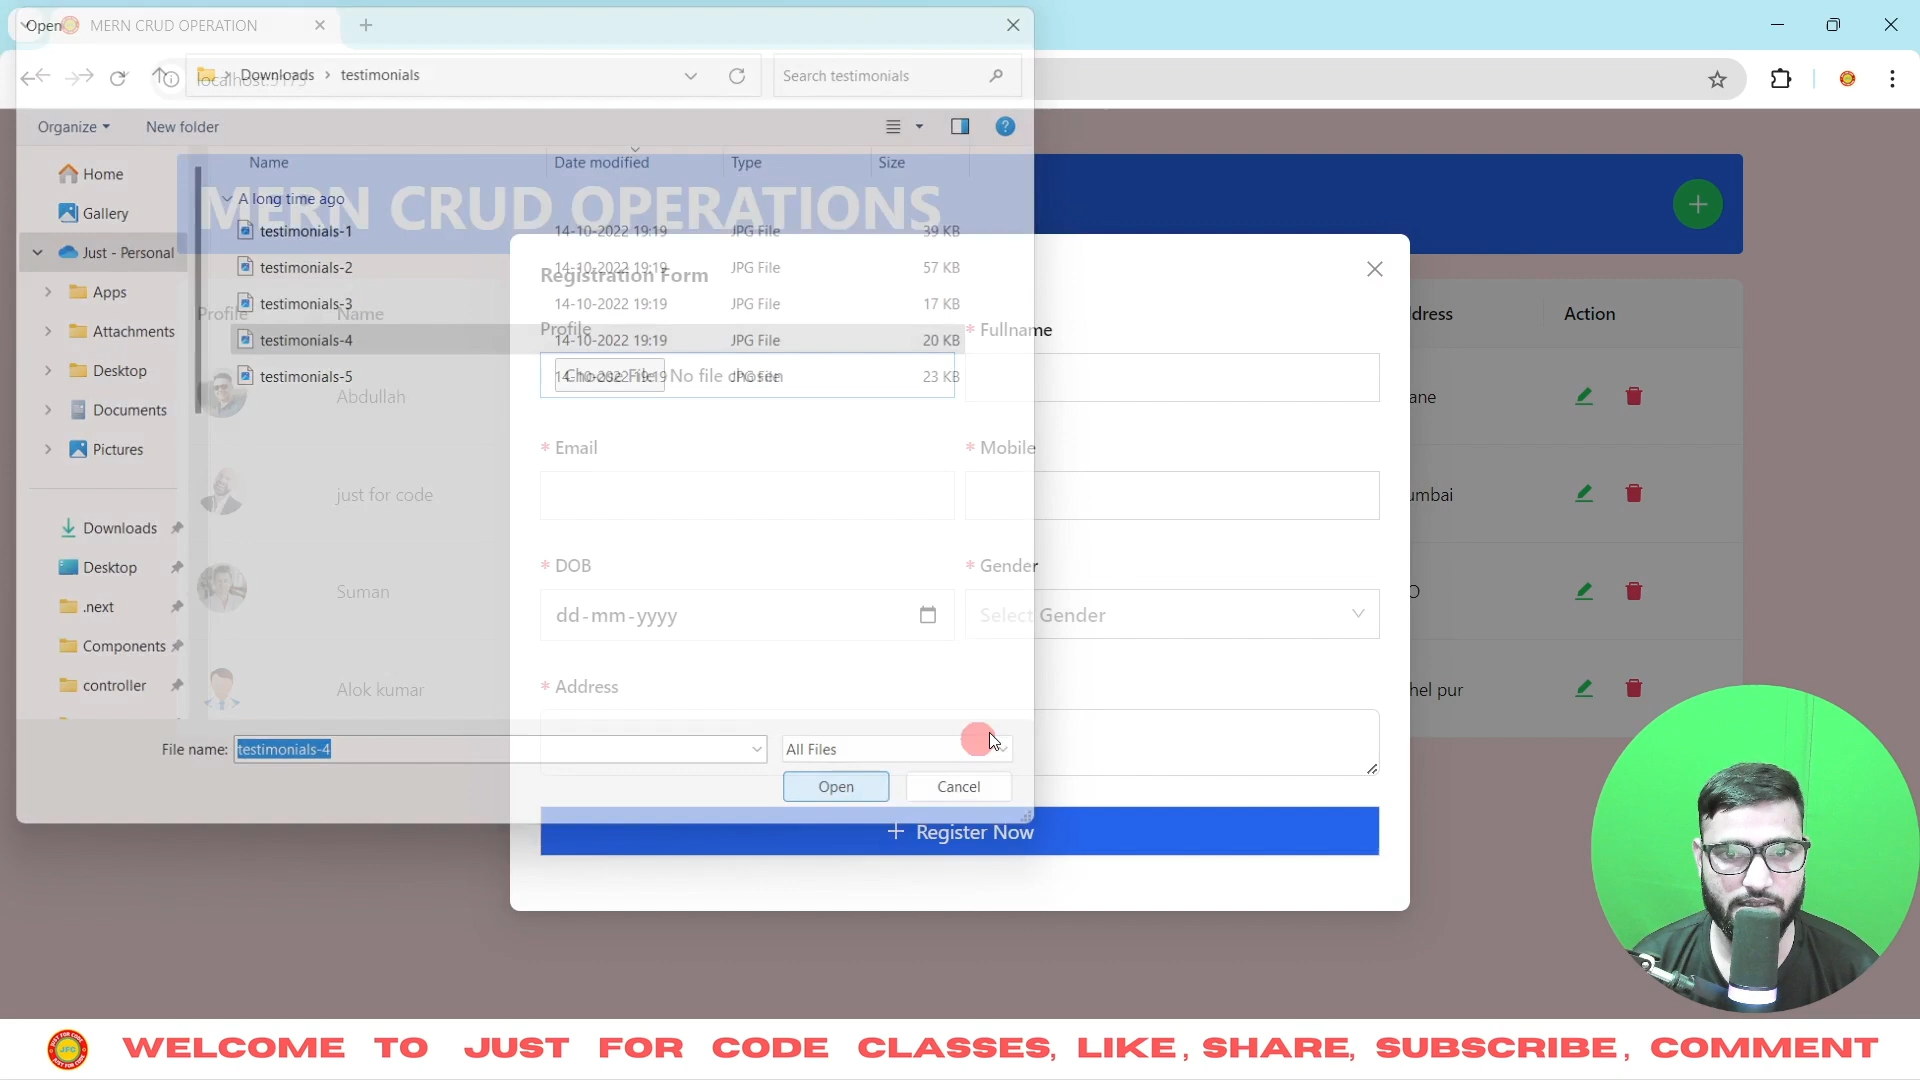 Open
MERN CRUD OPERATION
localhost:5173
Downloads > testimonials
Search testimonials
Organize
New folder
Home
Gallery
Just - Personal
Apps
Attachments
Desktop
Documents
Pictures
Downloads
Desktop
.next
Components
controller
Name Date modified Type Size
A long time ago
testimonials-1 14-10-2022 19:19 JPG File 39 KB
testimonials-2 14-10-2022 19:19 JPG File 57 KB
testimonials-3 14-10-2022 19:19 JPG File 17 KB
testimonials-4 14-10-2022 19:19 JPG File 20 KB
testimonials-5 14-10-2022 19:19 JPG File 23 KB
File name: testimonials-4
All Files
Open
Cancel
MERN CRUD OPERATIONS
Profile Name dress Action
Abdullah ane
just for code umbai
Suman O
Alok kumar hel pur
Registration Form
Profile
Choose File No file chosen
* Fullname
* Email
* Mobile
* DOB
dd-mm-yyyy
* Gender
Select Gender
* Address
+ Register Now
JFC
WELCOME TO JUST FOR CODE CLASSES, LIKE, SHARE, SUBSCRIBE, COMMENT